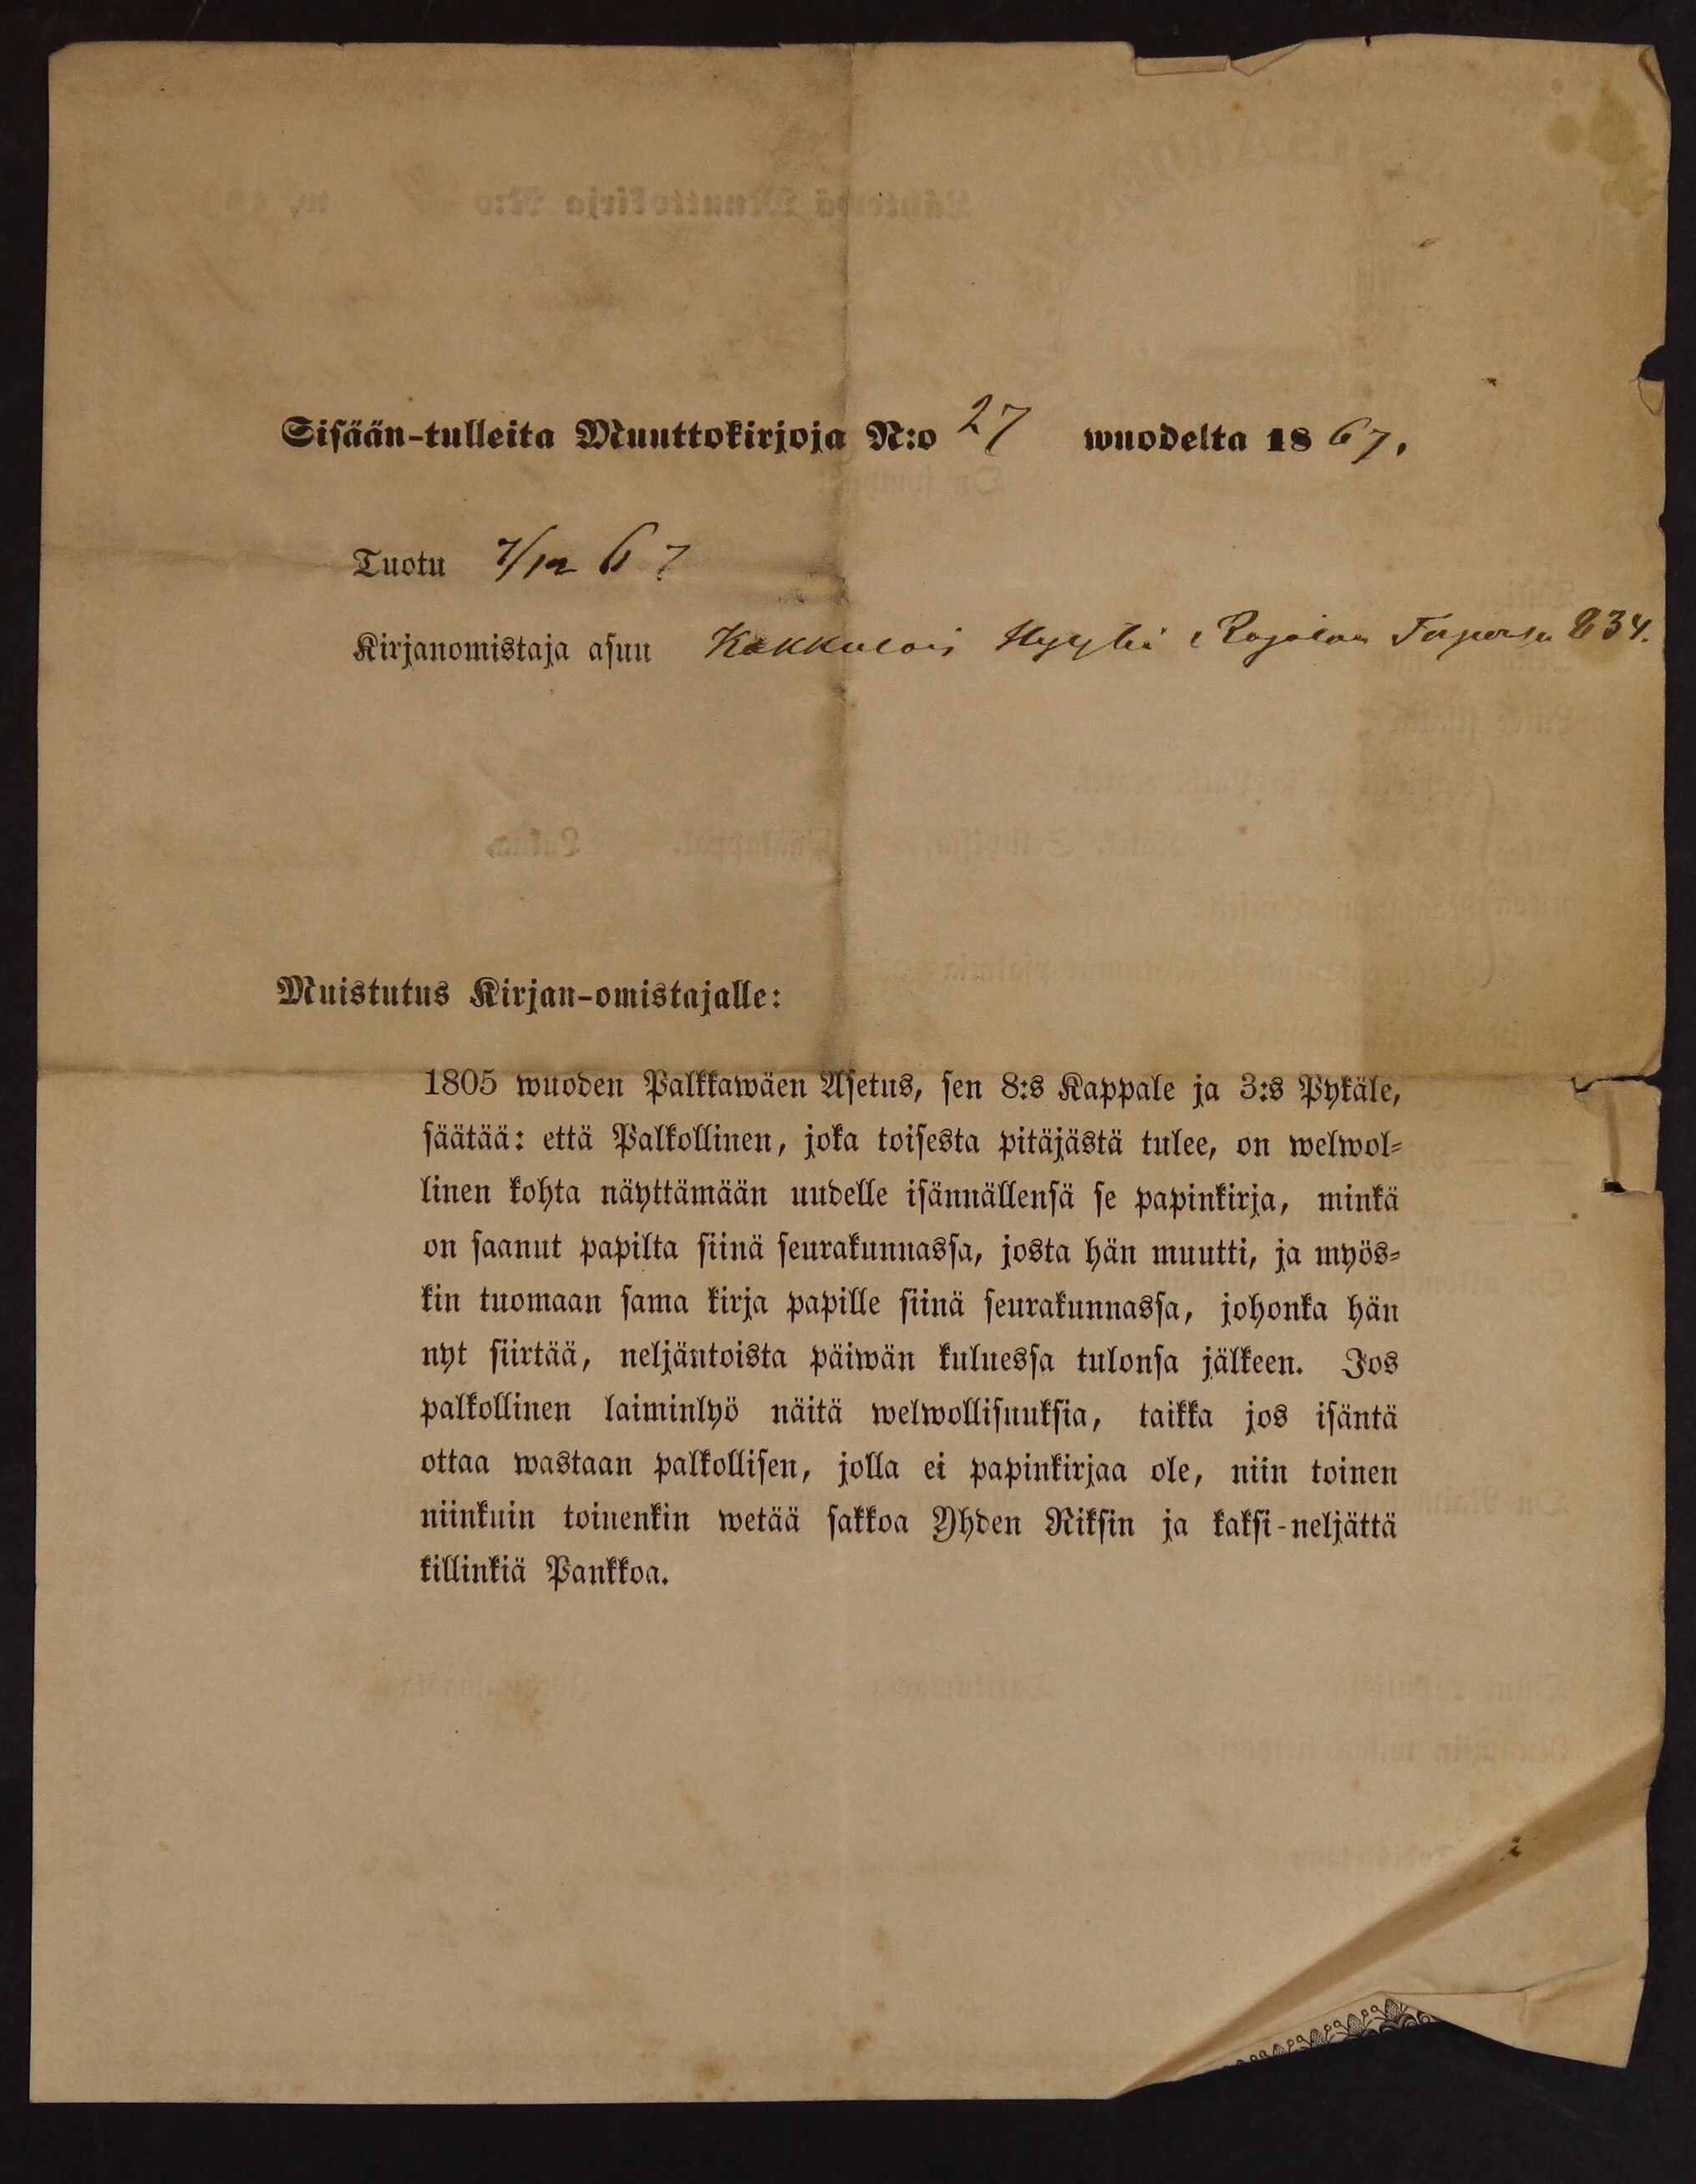 Sisään-tulleita Muuttokirjoja N:o 27 wuodelta 1867.
Tuotu 7/12 67
Kirjanomistaja asuu 834.
Muistutus Kirjan-omistajalle:
1805 wuoden Palkkawäen Asetus, sen 8:s Kappale ja 3:s Pykäle,
säätää: että Palkollinen, joka toisesta pitäjästä tulee, on welwol=
linen kohta näyttämään uudelle isännällensä se papinkirja, minkä
on saanut papilta siinä seurakunnassa, josta hän muutti, ja myös=
kin tuomaan sama kirja papille siinä seurakunnassa, johonka hän
nyt siirtää, neljäntoista päiwän kuluessa tulonsa jälkeen. Jos
palkollinen laiminlyö näitä welwollisuuksia, taikka jos isäntä
ottaa wastaan palkollisen, jolla ei papinkirjaa ole, niin toinen
niinkuin toinenkin wetää sakkoa Yhden Riksin ja kaksi-neljättä
killinkiä Pankkoa.